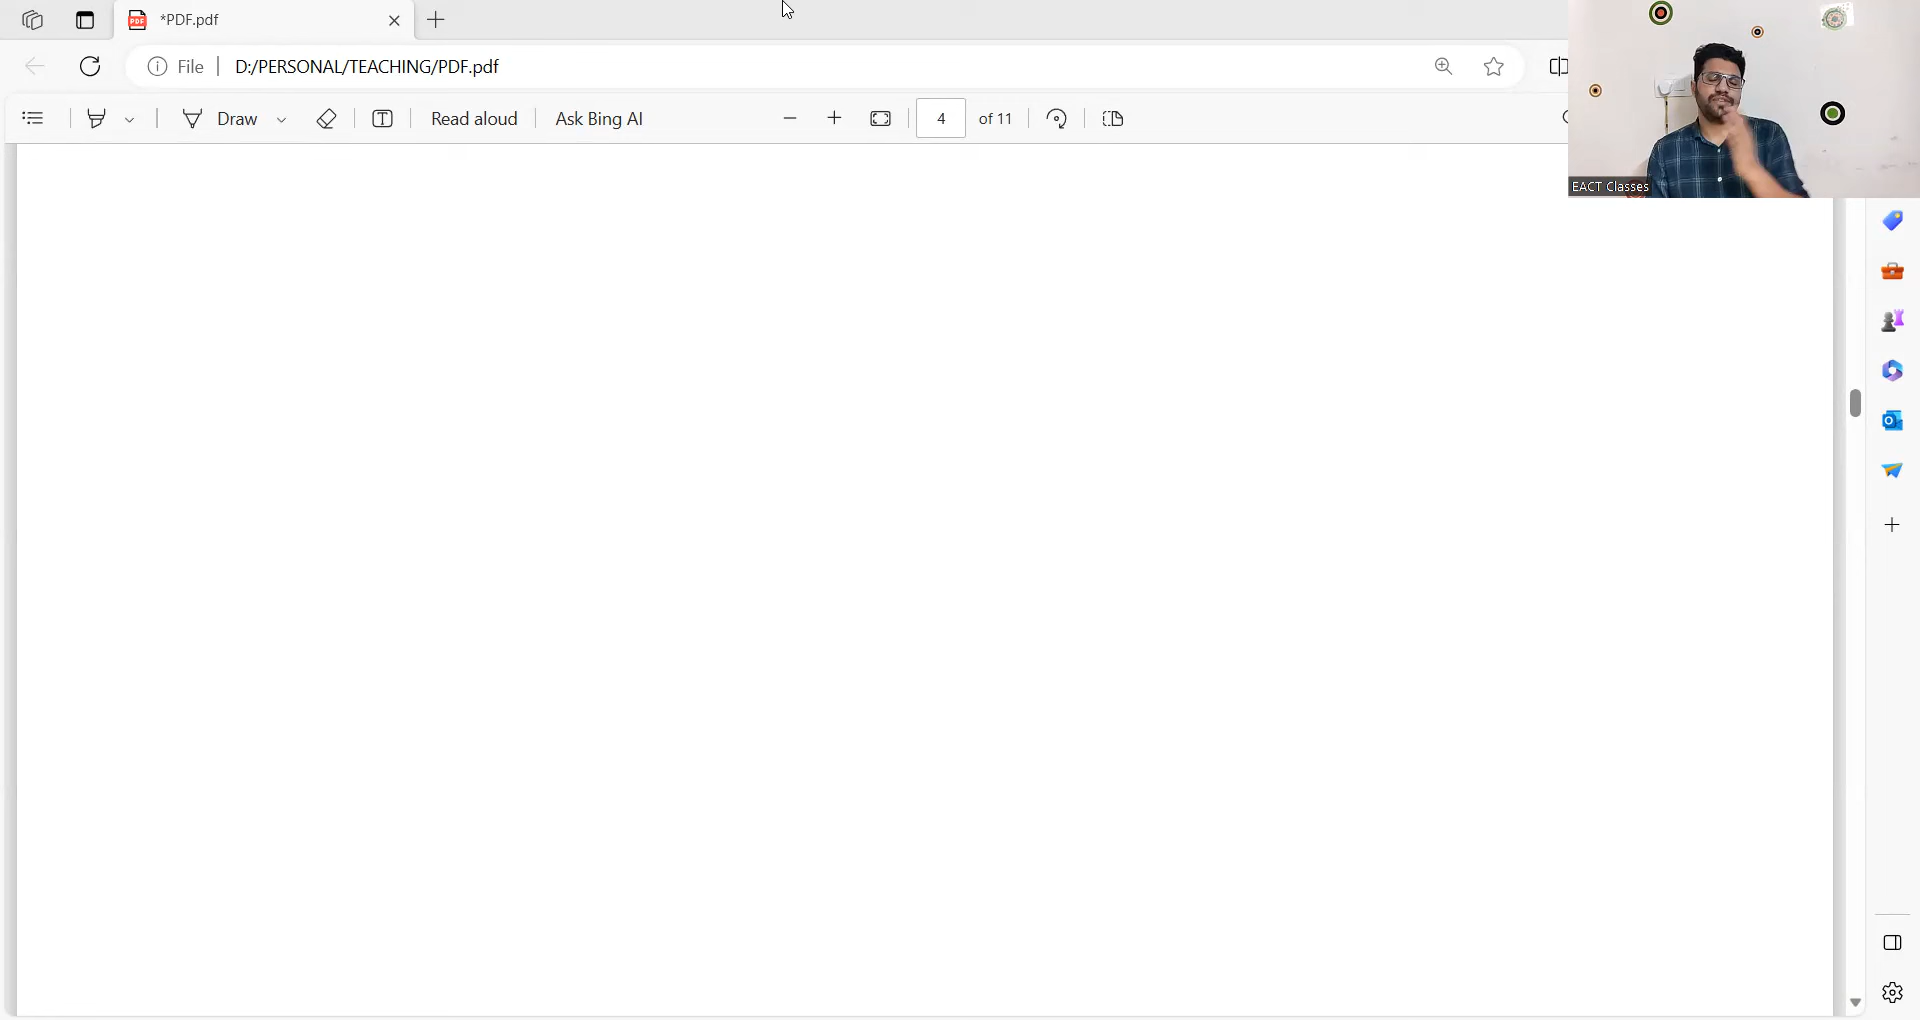 *PDF.pdf
File
D:/PERSONAL/TEACHING/PDF.pdf
Draw
Read aloud
Ask Bing AI
4 of 11
EACT Classes